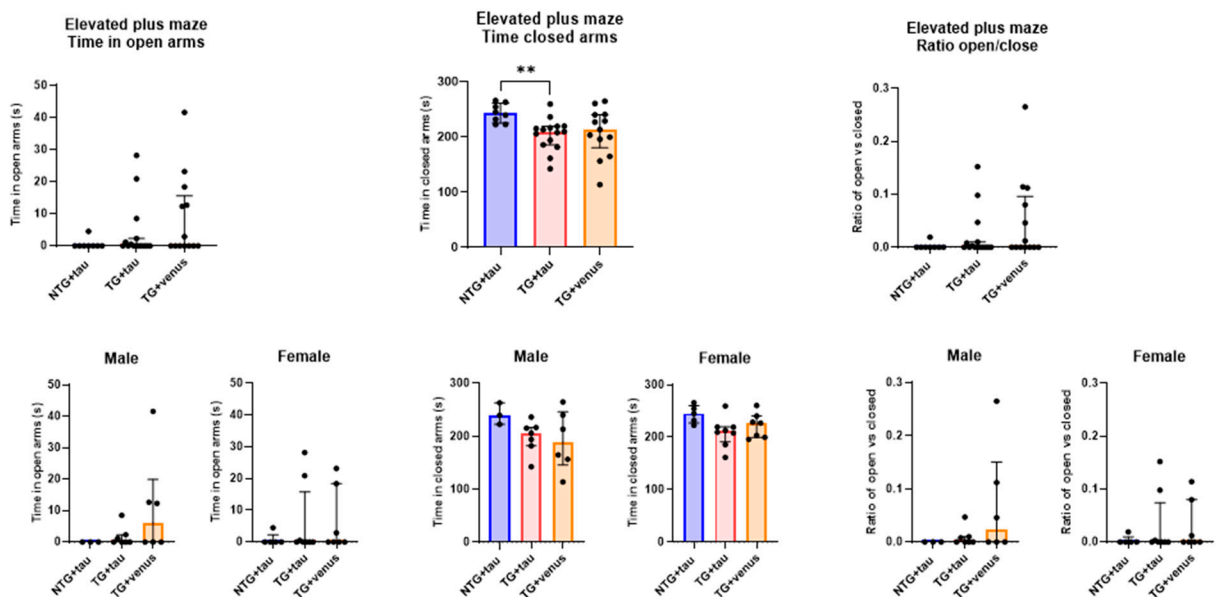 Elevated plus maze
Time in open arms
Time in open arms (s)
50
40
30
20
10
0
NTG+tau
TG+tau
TG+venus
Elevated plus maze
Time closed arms
**
Time in closed arms (s)
300
200
100
0
NTG+tau
TG+tau
TG+venus
Elevated plus maze
Ratio open/close
Ratio of open vs closed
0.3
0.2
0.1
0.0
NTG+tau
TG+tau
TG+venus
Male
Time in open arms (s)
50
40
30
20
10
0
NTG+tau
TG+tau
TG+venus
Female
Time in open arms (s)
50
40
30
20
10
0
NTG+tau
TG+tau
TG+venus
Male
Time in closed arms (s)
300
200
100
0
NTG+tau
TG+tau
TG+venus
Female
Time in closed arms (s)
300
200
100
0
NTG+tau
TG+tau
TG+venus
Male
Ratio of open vs closed
0.3
0.2
0.1
0.0
NTG+tau
TG+tau
TG+venus
Female
Ratio of open vs closed
0.3
0.2
0.1
0.0
NTG+tau
TG+tau
TG+venus